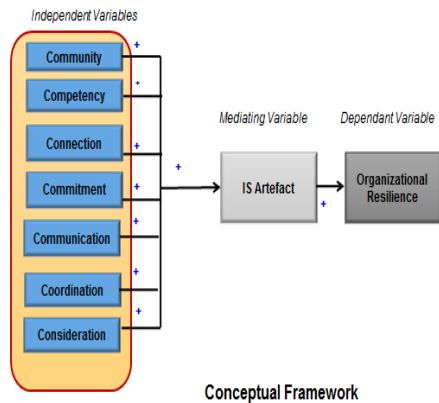 Independent Variables
Community
+
Competency
+
Connection
+
Commitment
+
Communication
+
Coordination
+
Consideration
+
+
Mediating Variable
IS Artefact
+
Dependant Variable
Organizational
Resilience
Conceptual Framework